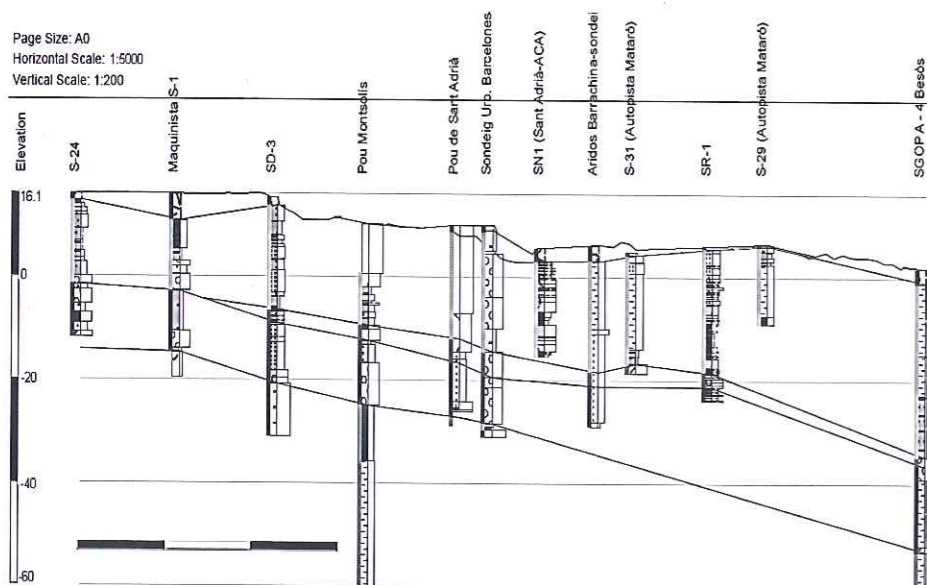 Page Size: A0
Horizontal Scale: 1:5000
Vertical Scale: 1:200
Elevation
S-24
Maquinista S-1
SD-3
Pou Montsolis
Pou de Sant Adrià
Sondeig Urb. Barcelones
SN1 (Sant Adrià-ACA)
Aridos Barrachina-sondei
S-31 (Autopista Mataró)
SR-1
S-29 (Autopista Mataró)
SGOP A - 4 Besòs
16.1
0
-20
-40
-60